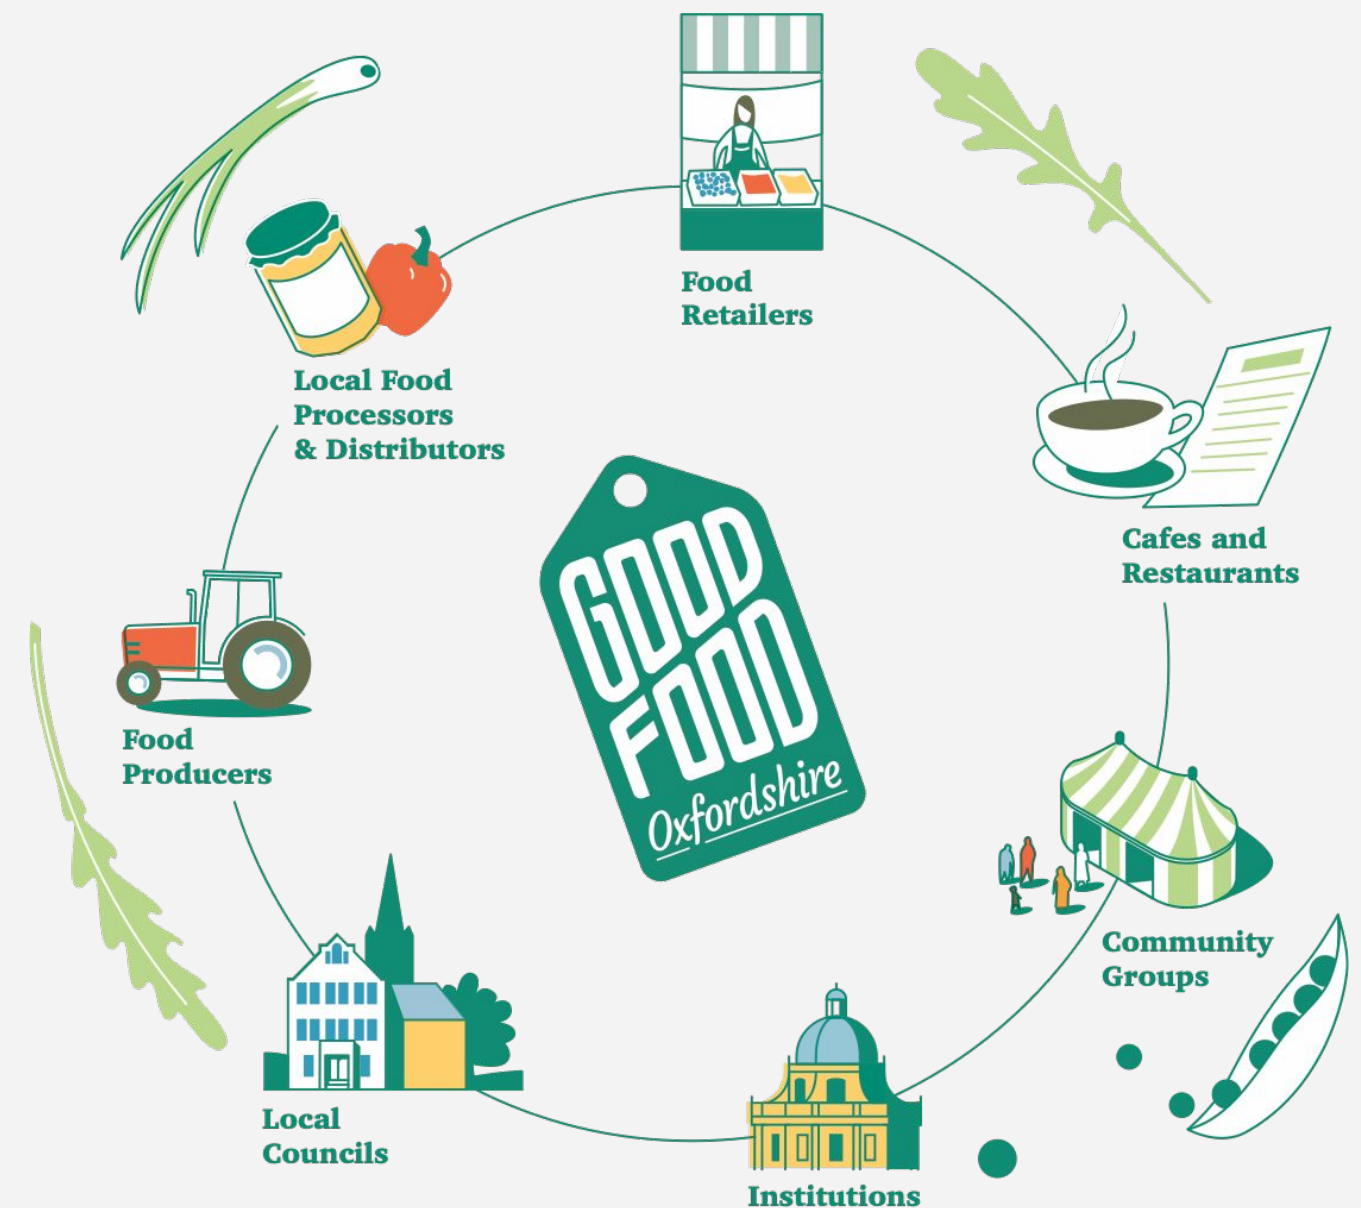 Food
Retailers
Local Food
Processors
& Distributors
GOOD
FOOD
Oxfordshire
Cafes and
Restaurants
Food
Producers
Community
Groups
Local
Councils
Institutions